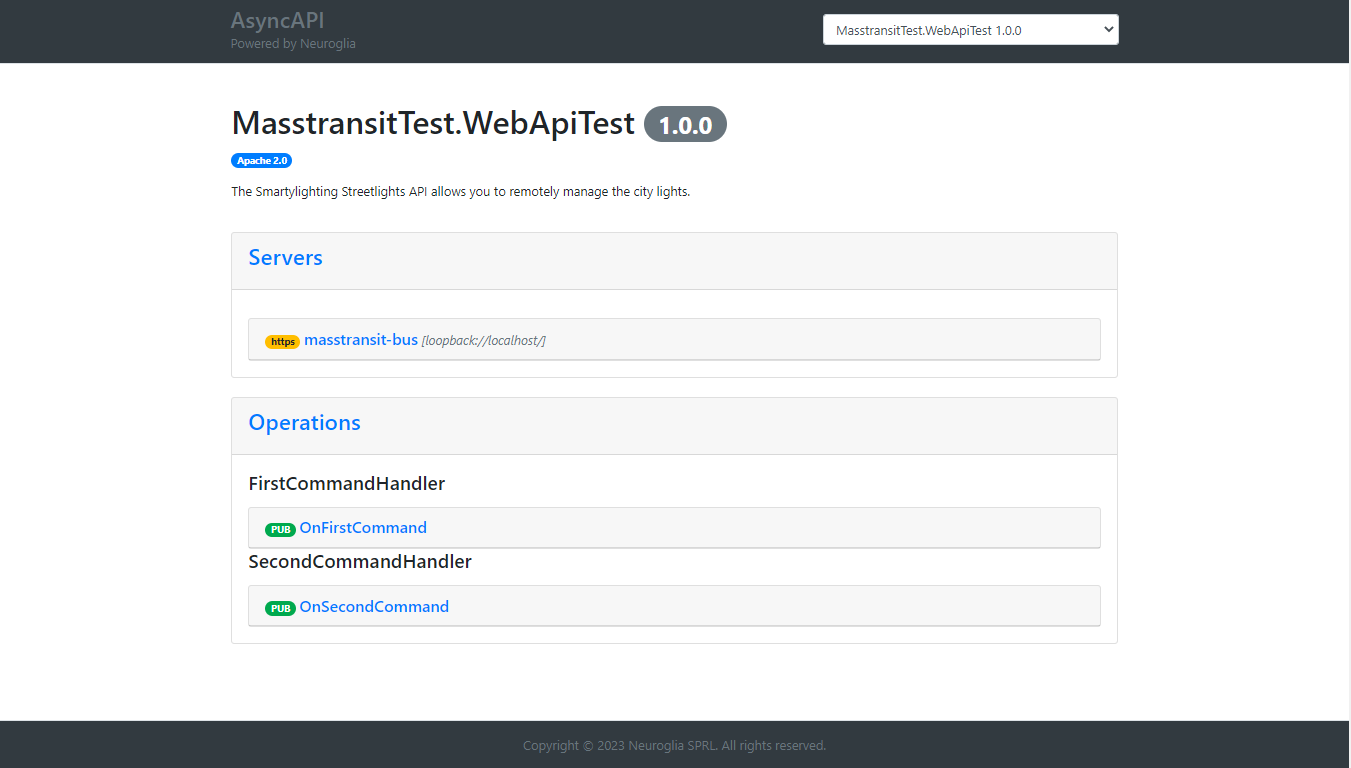 AsyncAPI
Powered by Neuroglia
MasstransitTest.WebApiTest 1.0.0
MasstransitTest.WebApiTest 1.0.0
Apache 2.0
The Smartylighting Streetlights API allows you to remotely manage the city lights.
Servers
https masstransit-bus [loopback://localhost/]
Operations
FirstCommandHandler
PUB OnFirstCommand
SecondCommandHandler
PUB OnSecondCommand
Copyright © 2023 Neuroglia SPRL. All rights reserved.